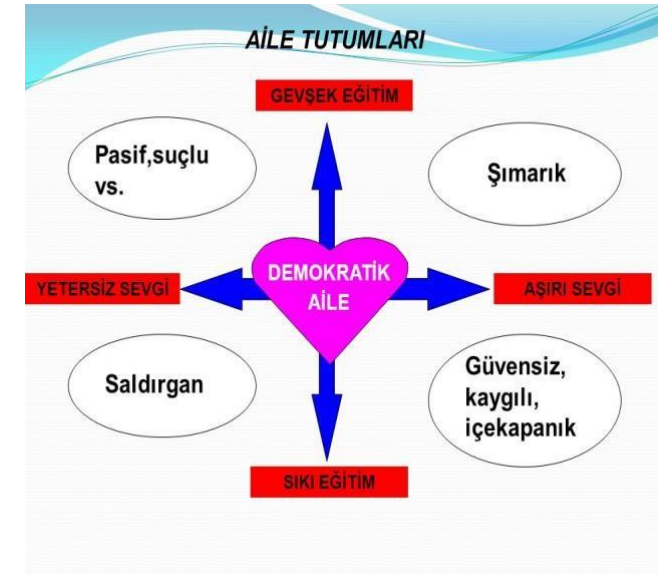 AİLE TUTUMLARI
GEVŞEK EĞİTİM
Pasif,suçlu
vs.
Şımarık
YETERSİZ SEVGİ
DEMOKRATİK
AİLE
AŞIRI SEVGİ
Saldırgan
Güvensiz,
kaygılı,
içekapanık
SIKI EĞİTİM